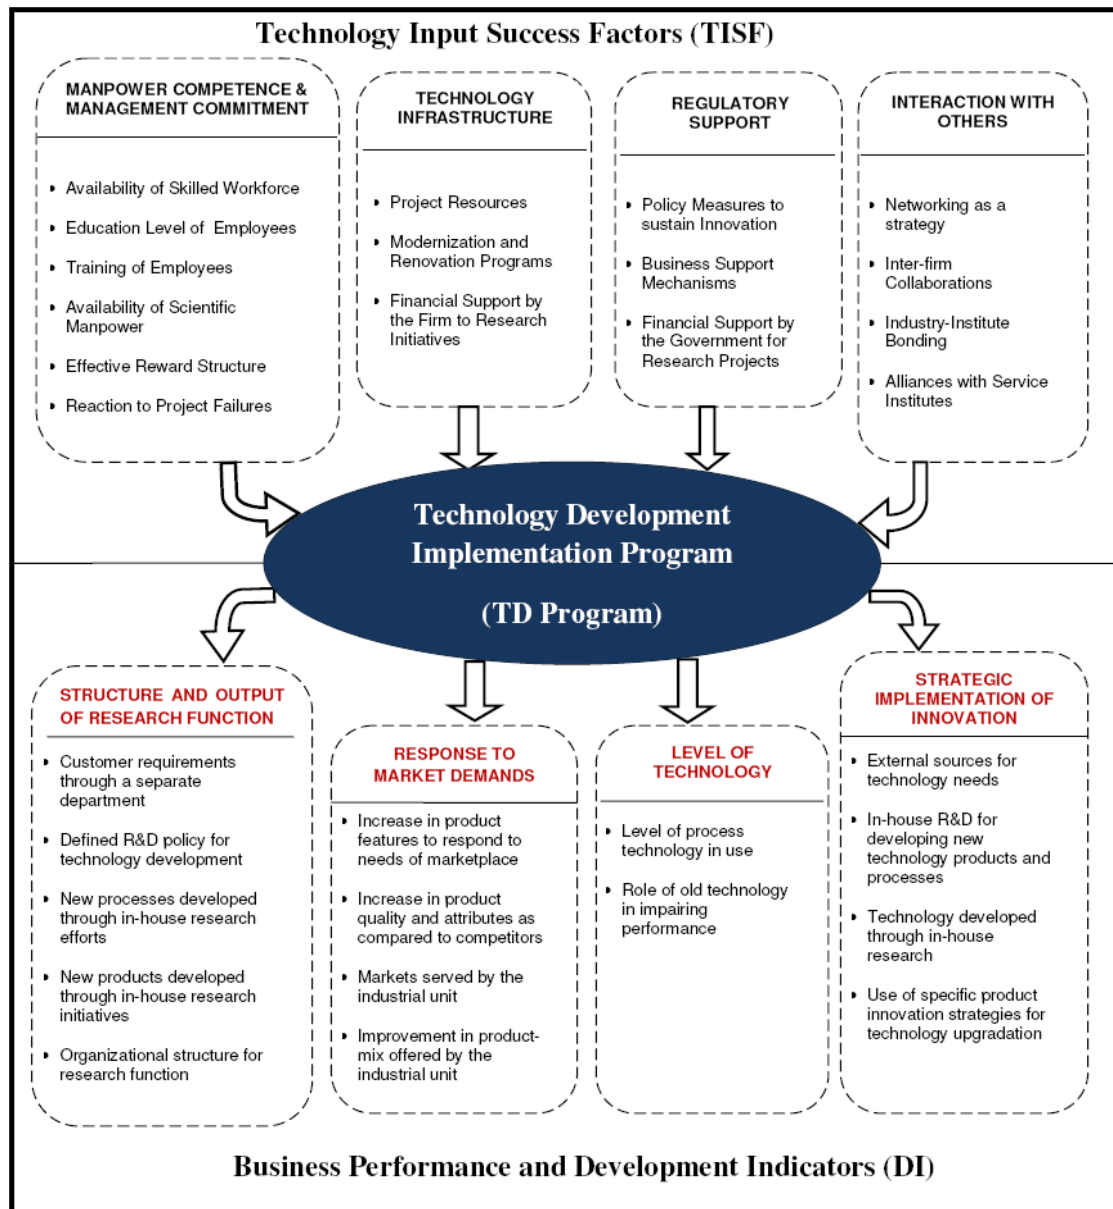 Technology Input Success Factors (TISF)
MANPOWER COMPETENCE &
MANAGEMENT COMMITMENT
Availability of Skilled Workforce
Education Level of Employees
Training of Employees
Availability of Scientific
Manpower
Effective Reward Structure
Reaction to Project Failures
TECHNOLOGY
INFRASTRUCTURE
Project Resources
Modernization and
Renovation Programs
Financial Support by
the Firm to Research
Initiatives
REGULATORY
SUPPORT
Policy Measures to
sustain Innovation
Business Support
Mechanisms
Financial Support by
the Government for
Research Projects
INTERACTION WITH
OTHERS
Networking as a
strategy
Inter-firm
Collaborations
Industry-Institute
Bonding
Alliances with Service
Institutes
Technology Development
Implementation Program
(TD Program)
STRUCTURE AND OUTPUT
OF RESEARCH FUNCTION
Customer requirements
through a separate
department
Defined R&D policy for
technology development
New processes developed
through in-house research
efforts
New products developed
through in-house research
initiatives
Organizational structure for
research function
RESPONSE TO
MARKET DEMANDS
Increase in product
features to respond to
needs of marketplace
Increase in product
quality and attributes as
compared to competitors
Markets served by the
industrial unit
Improvement in product-
mix offered by the
industrial unit
LEVEL OF
TECHNOLOGY
Level of process
technology in use
Role of old technology
in impairing
performance
STRATEGIC
IMPLEMENTATION OF
INNOVATION
External sources for
technology needs
In-house R&D for
developing new
technology products and
processes
Technology developed
through in-house
research
Use of specific product
innovation strategies for
technology upgradation
Business Performance and Development Indicators (DI)